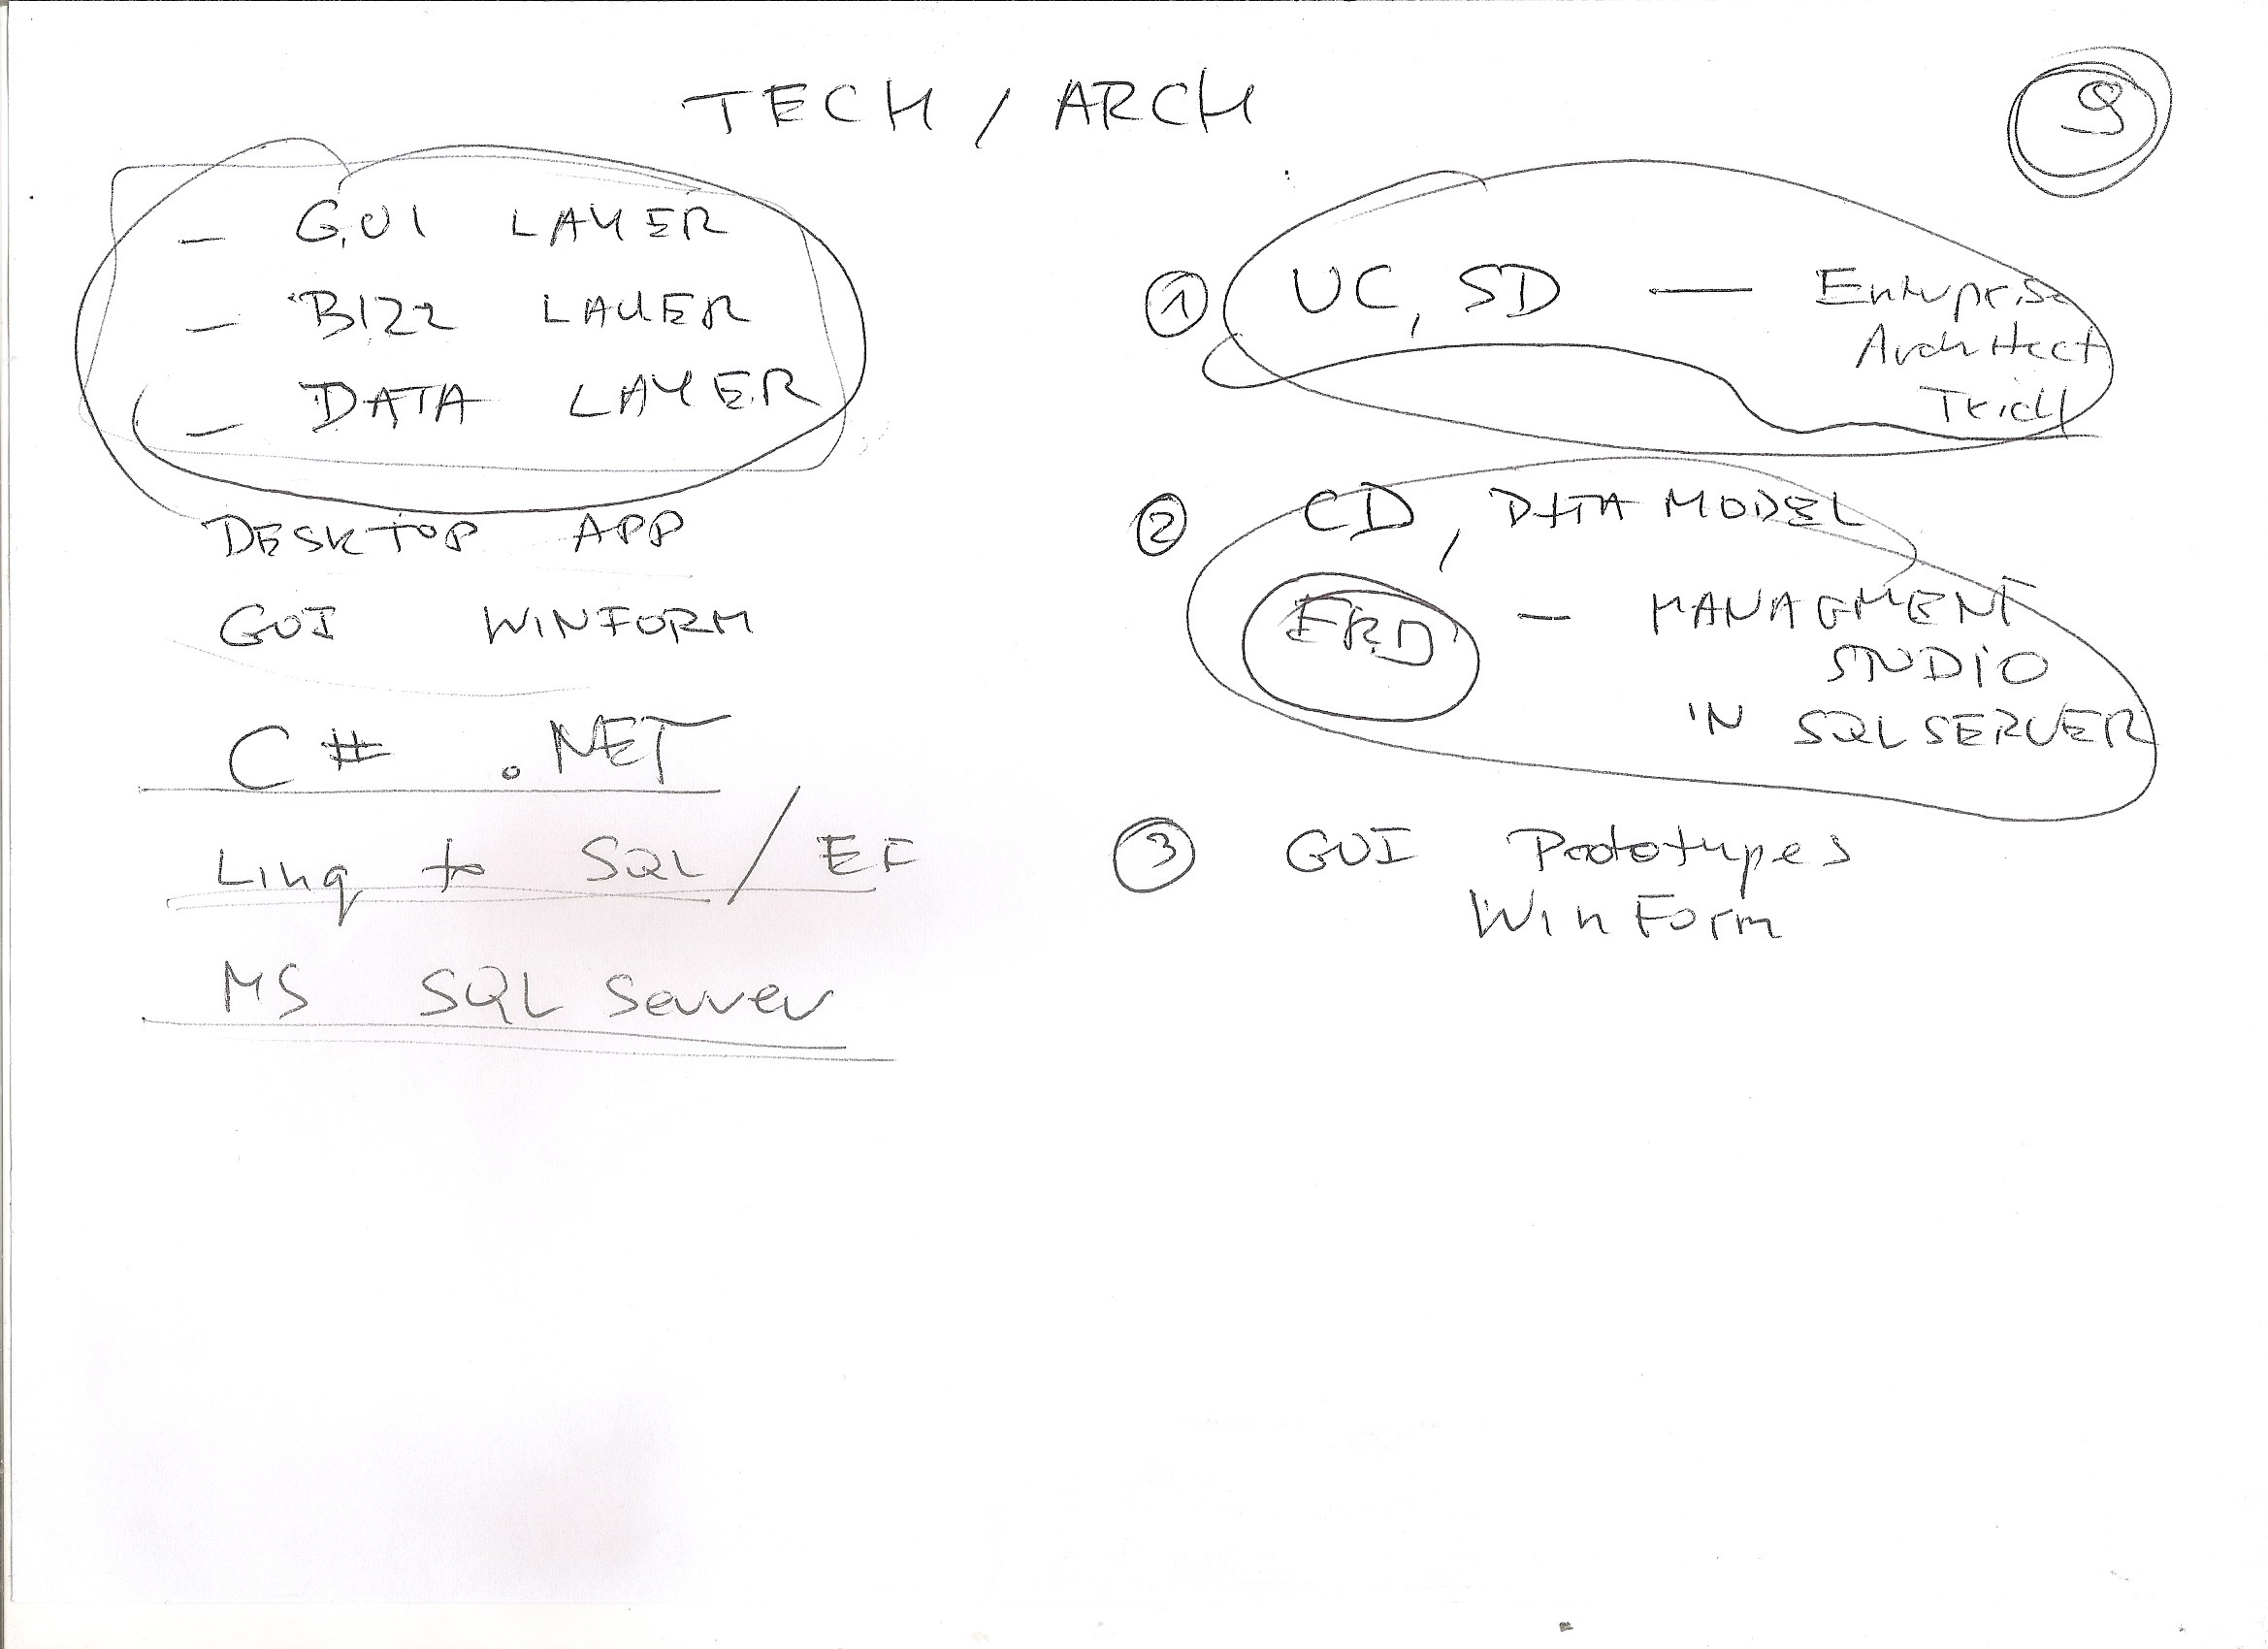 TECH / ARCH
9
- GUI LAYER
- BIZZ LAYER
- DATA LAYER
DESKTOP APP
GUI WINFORM
C# .NET
Linq to SQL / EF
MS SQL Server
1 UC, SD — Enterprise
Architect
2 CD, DATA MODEL
ERD - MANAGMENT
STUDIO
IN SQL SERVER
3 GUI Prototypes
WinForm